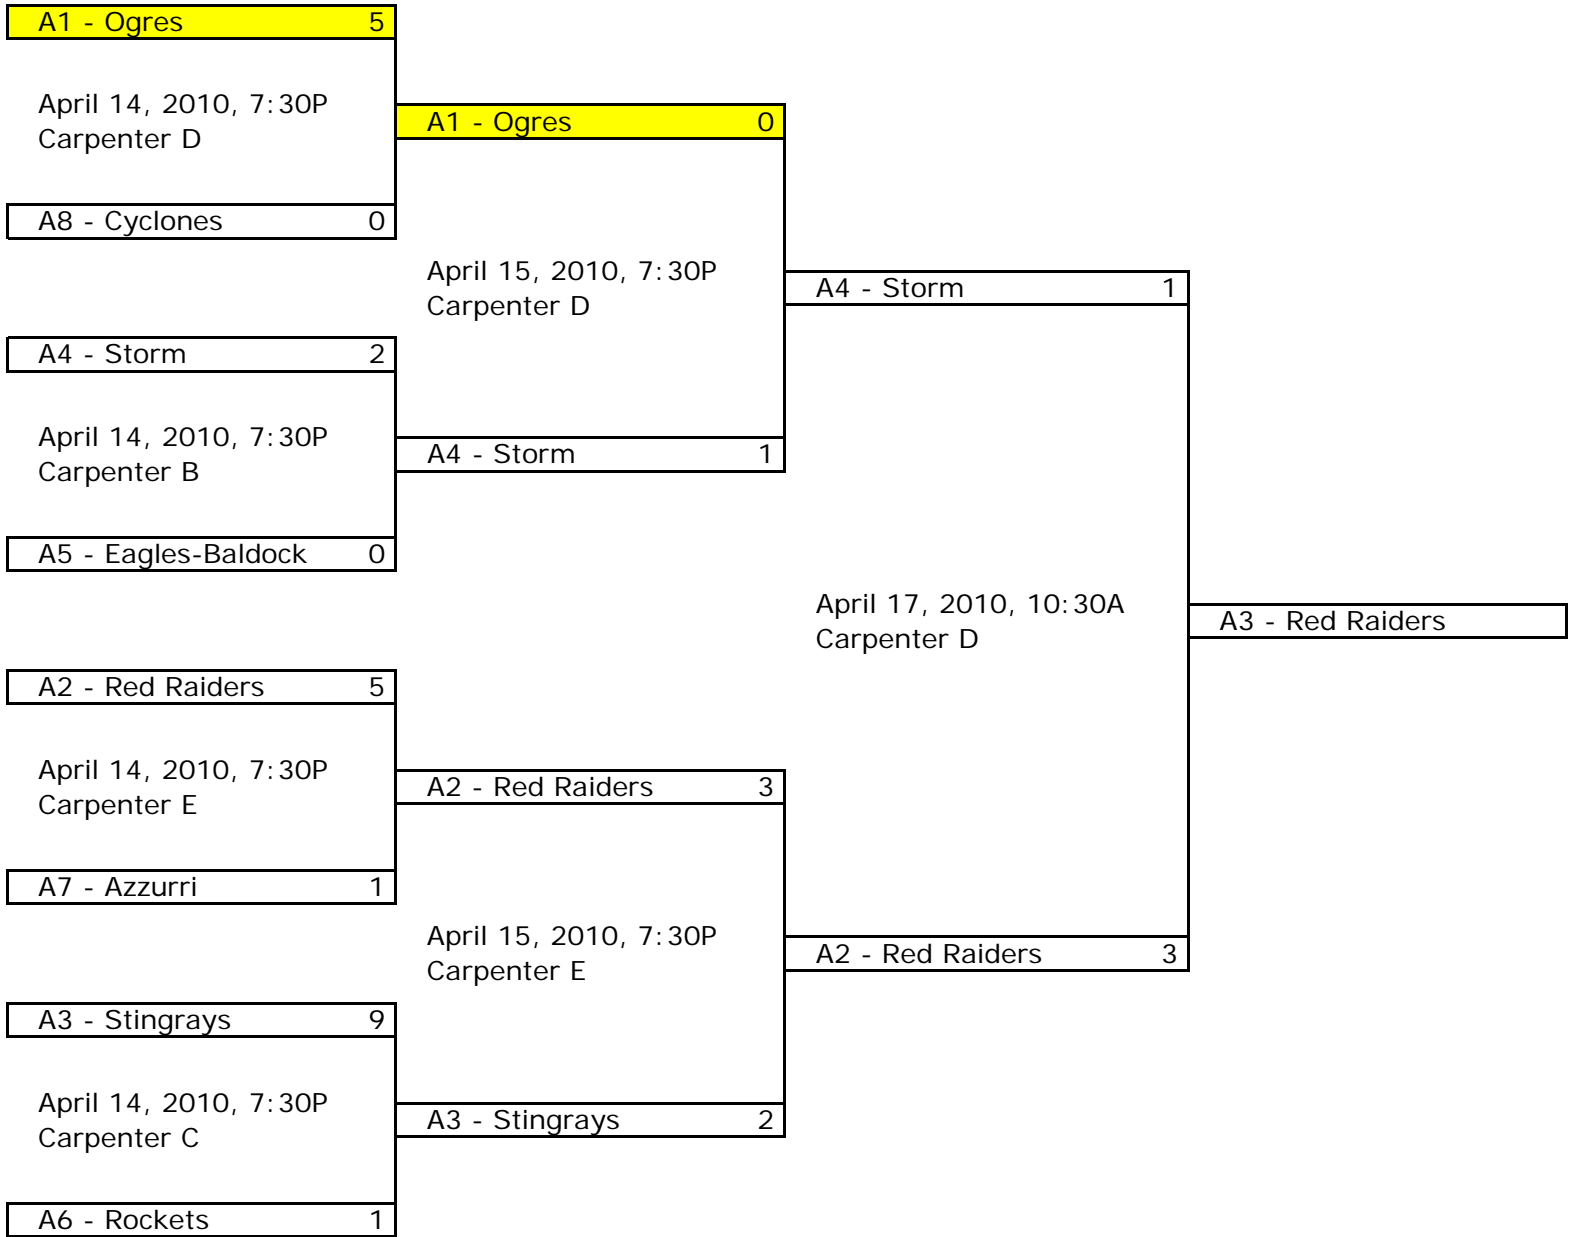 A1 - Ogres 5
April 14, 2010, 7:30P
Carpenter D
A8 - Cyclones 0
A4 - Storm 2
April 14, 2010, 7:30P
Carpenter B
A5 - Eagles-Baldock 0
A2 - Red Raiders 5
April 14, 2010, 7:30P
Carpenter E
A7 - Azzurri 1
A3 - Stingrays 9
April 14, 2010, 7:30P
Carpenter C
A6 - Rockets 1
A1 - Ogres 0
April 15, 2010, 7:30P
Carpenter D
A4 - Storm 1
A2 - Red Raiders 3
April 15, 2010, 7:30P
Carpenter E
A3 - Stingrays 2
A4 - Storm 1
April 17, 2010, 10:30A
Carpenter D
A2 - Red Raiders 3
A3 - Red Raiders